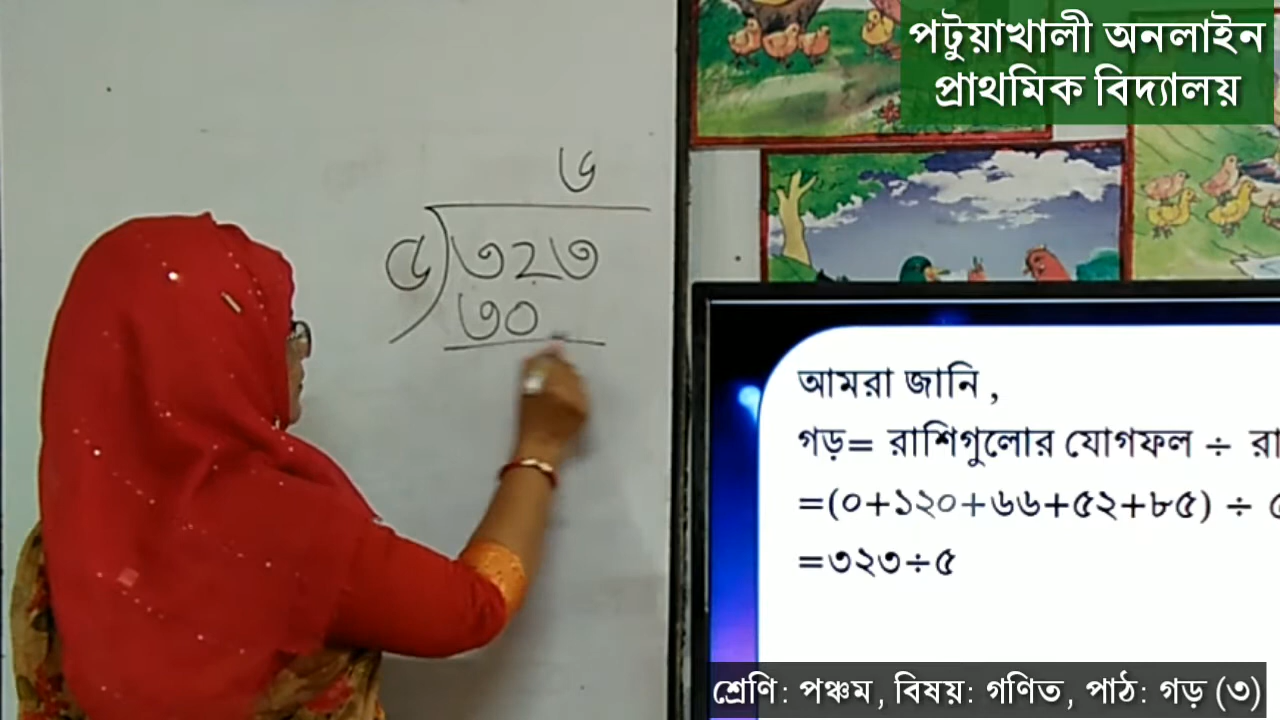 পটুয়াখালী অনলাইন
প্রাথমিক বিদ্যালয়
৬
৫)৩২৩
৩০
আমরা জানি,
গড়= রাশিগুলোর যোগফল ÷
=(০+১২০+৬৬+৫২+৮৫) ÷ ৫
=৩২৩÷৫
শ্রেণি: পঞ্চম, বিষয়: গণিত, পাঠ: গড় (৩)